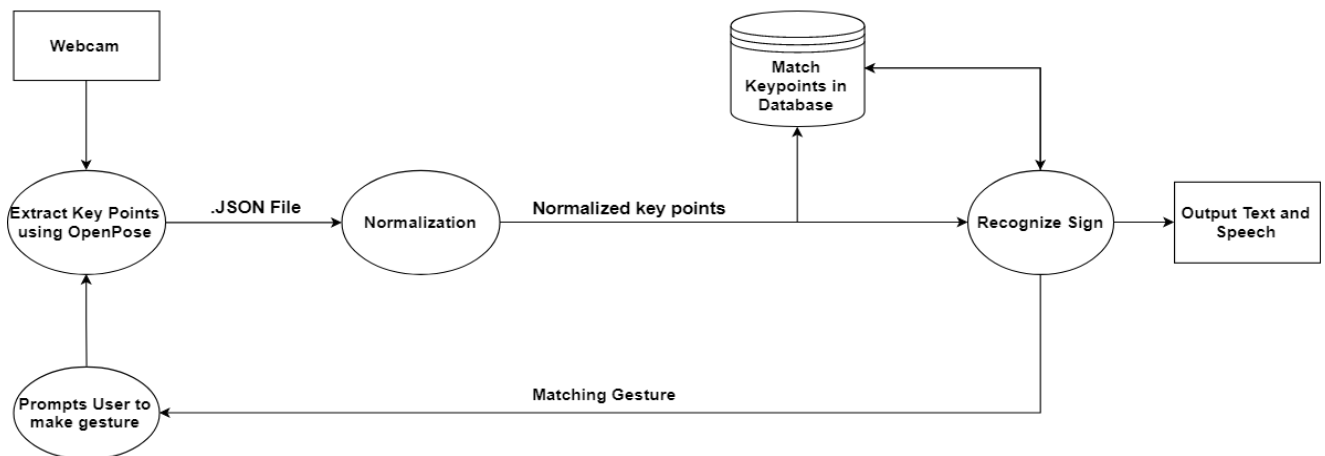 Webcam
Match
Keypoints in
Database
Extract Key Points
using OpenPose
.JSON File
Normalization
Normalized key points
Recognize Sign
Output Text and
Speech
Prompts User to
make gesture
Matching Gesture